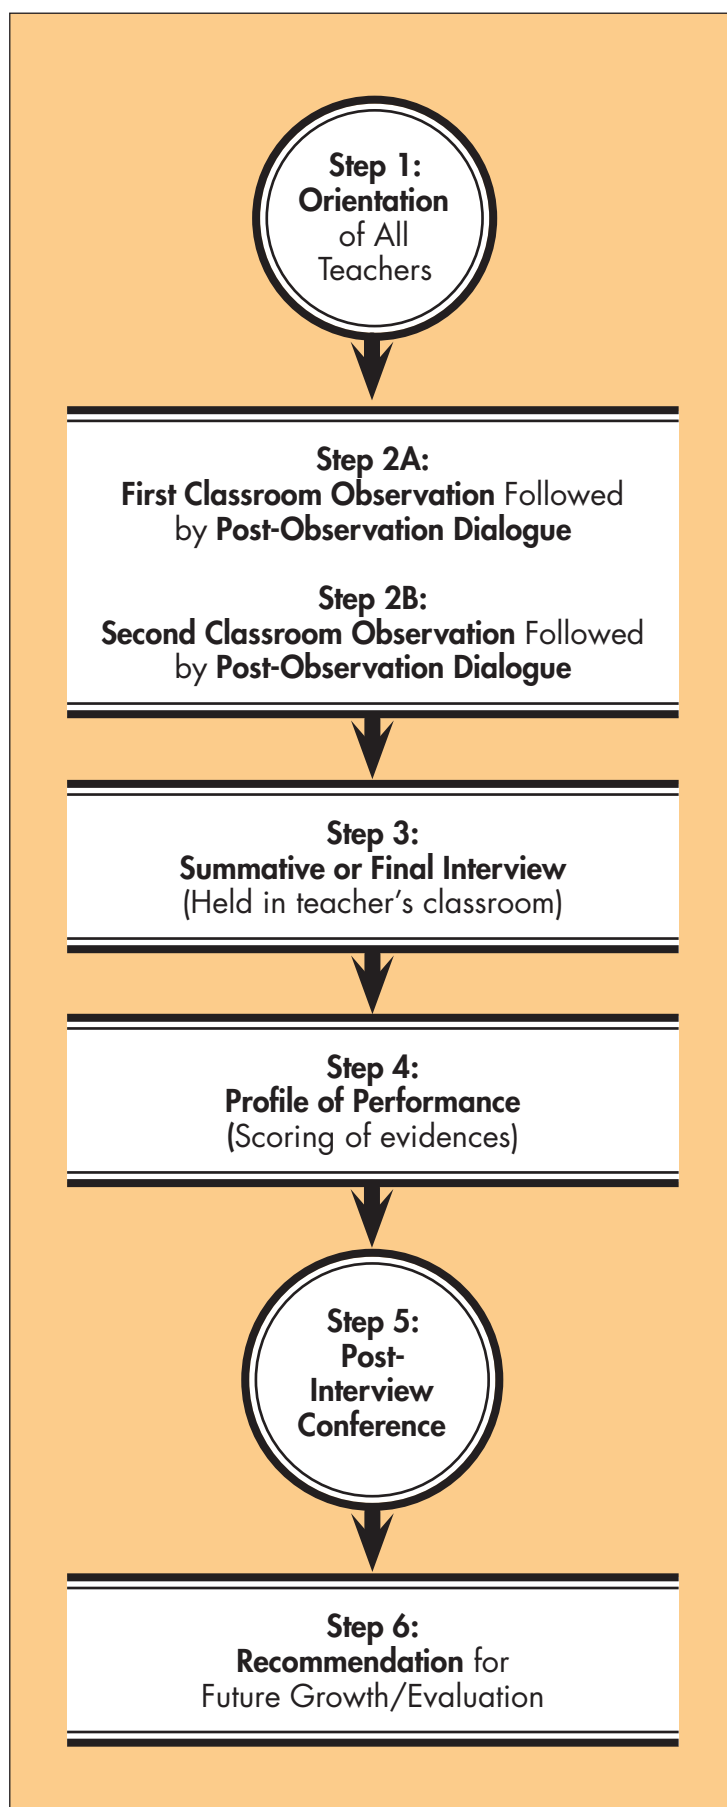 Step 1:
Orientation
of All
Teachers
Step 2A:
First Classroom Observation Followed
by Post-Observation Dialogue
Step 2B:
Second Classroom Observation Followed
by Post-Observation Dialogue
Step 3:
Summative or Final Interview
(Held in teacher’s classroom)
Step 4:
Profile of Performance
(Scoring of evidences)
Step 5:
Post-
Interview
Conference
Step 6:
Recommendation for
Future Growth/Evaluation